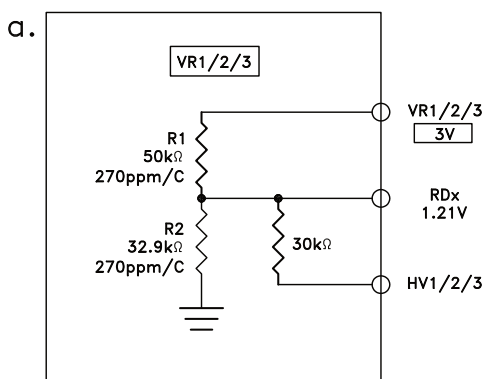 a.
VR1/2/3
VR1/2/3
3V
R1
50kΩ
270ppm/C
RDx
1.21V
R2
32.9kΩ
270ppm/C
30kΩ
HV1/2/3